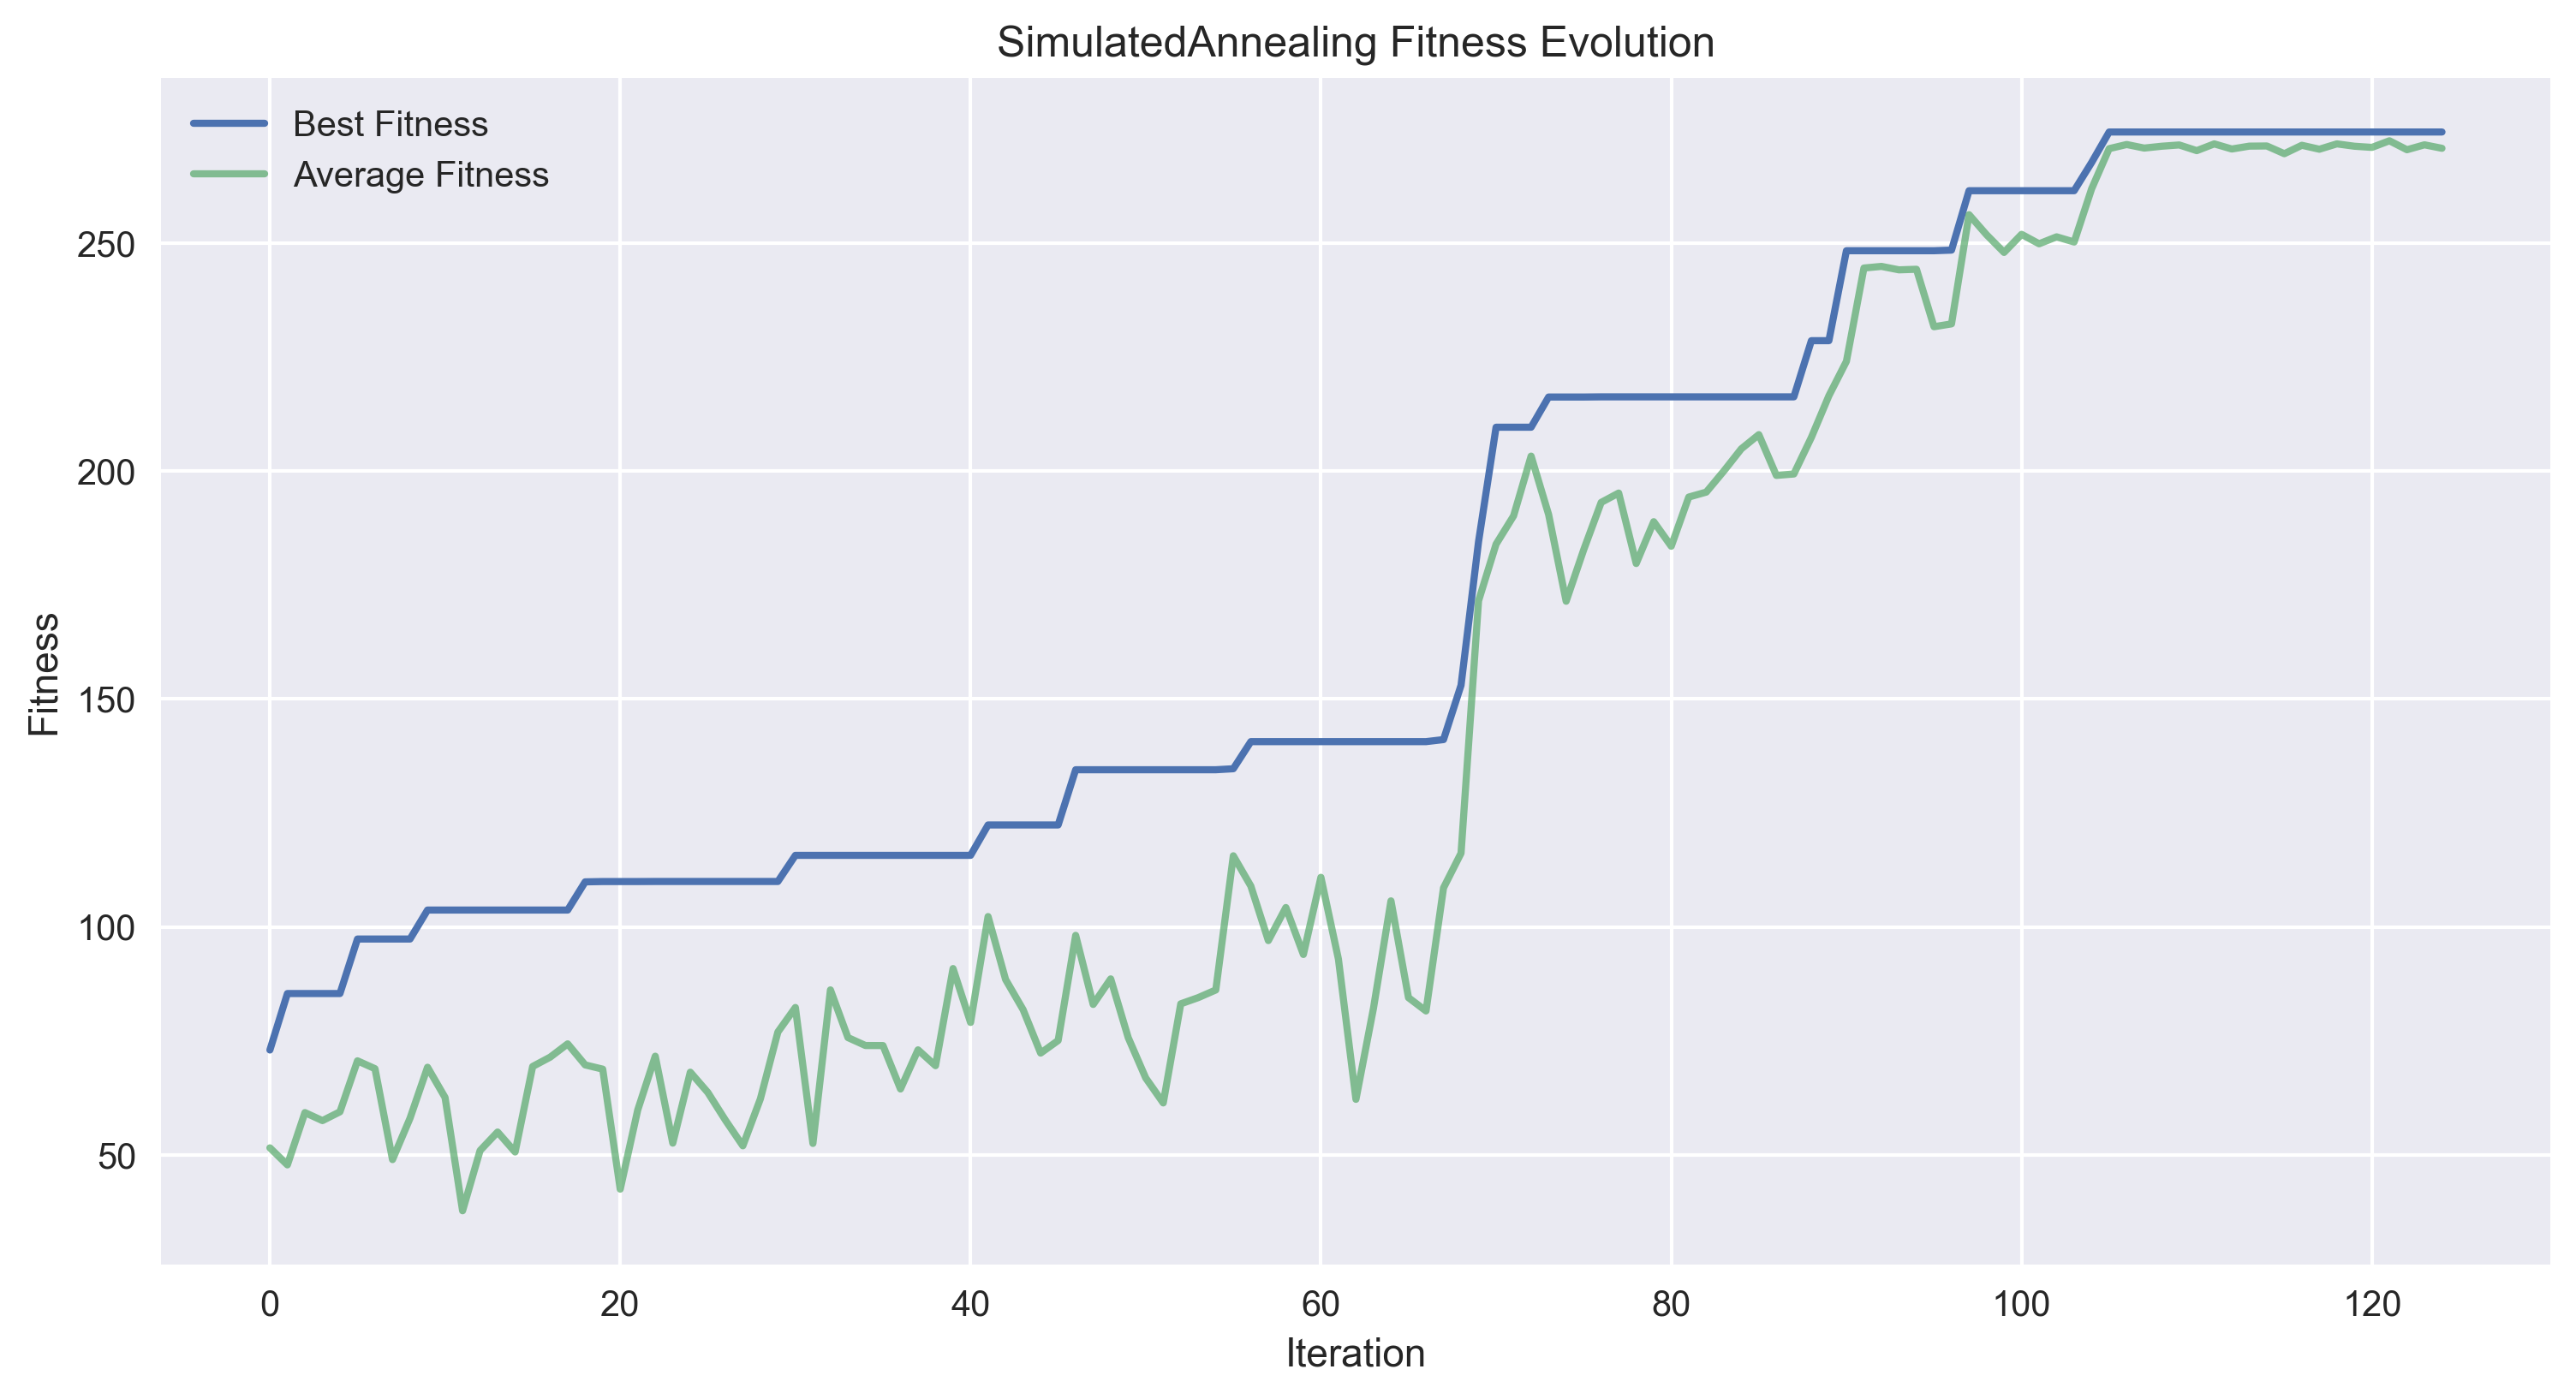 SimulatedAnnealing Fitness Evolution
Best Fitness
Average Fitness
250
200
150
100
50
Fitness
0 20 40 60 80 100 120
Iteration